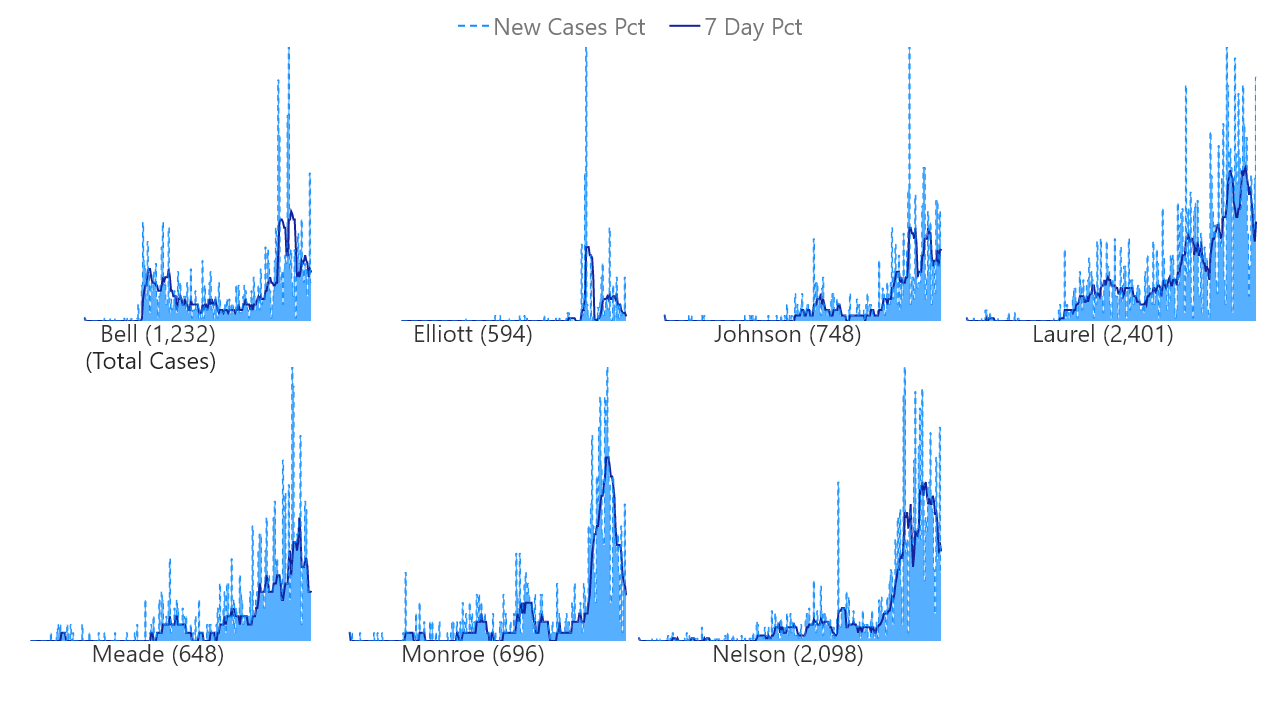 New Cases Pct 7 Day Pct
Bell (1,232) Elliott (594) Johnson (748) Laurel (2,401)
(Total Cases)
Meade (648) Monroe (696) Nelson (2,098)